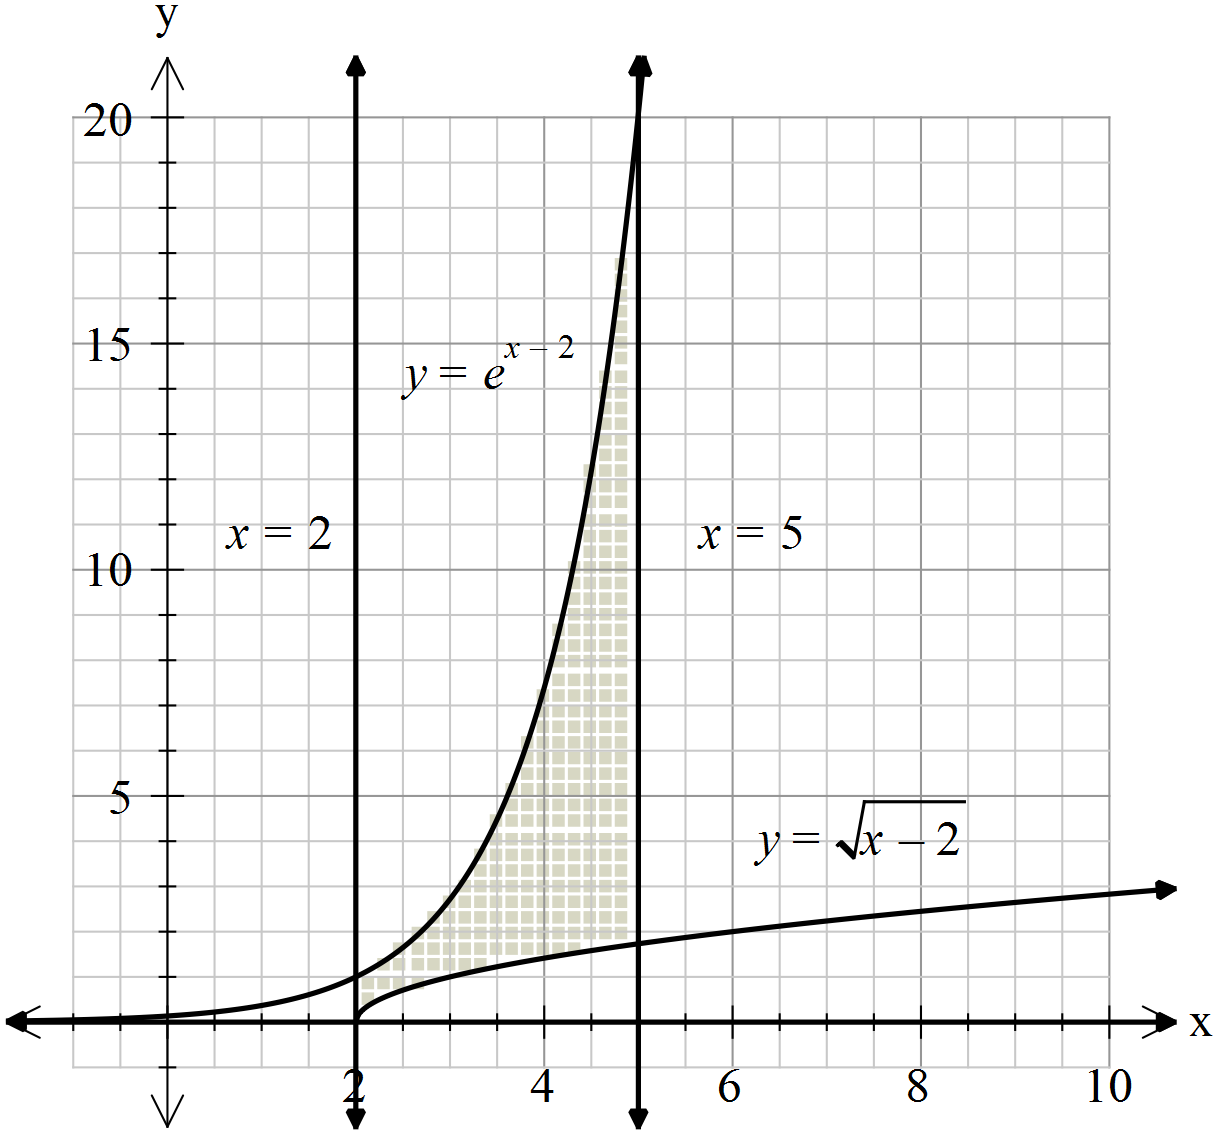 y
20
15
y = e^{x − 2}
x = 2
x = 5
10
5
y = √(x − 2)
x
2 4 6 8 10